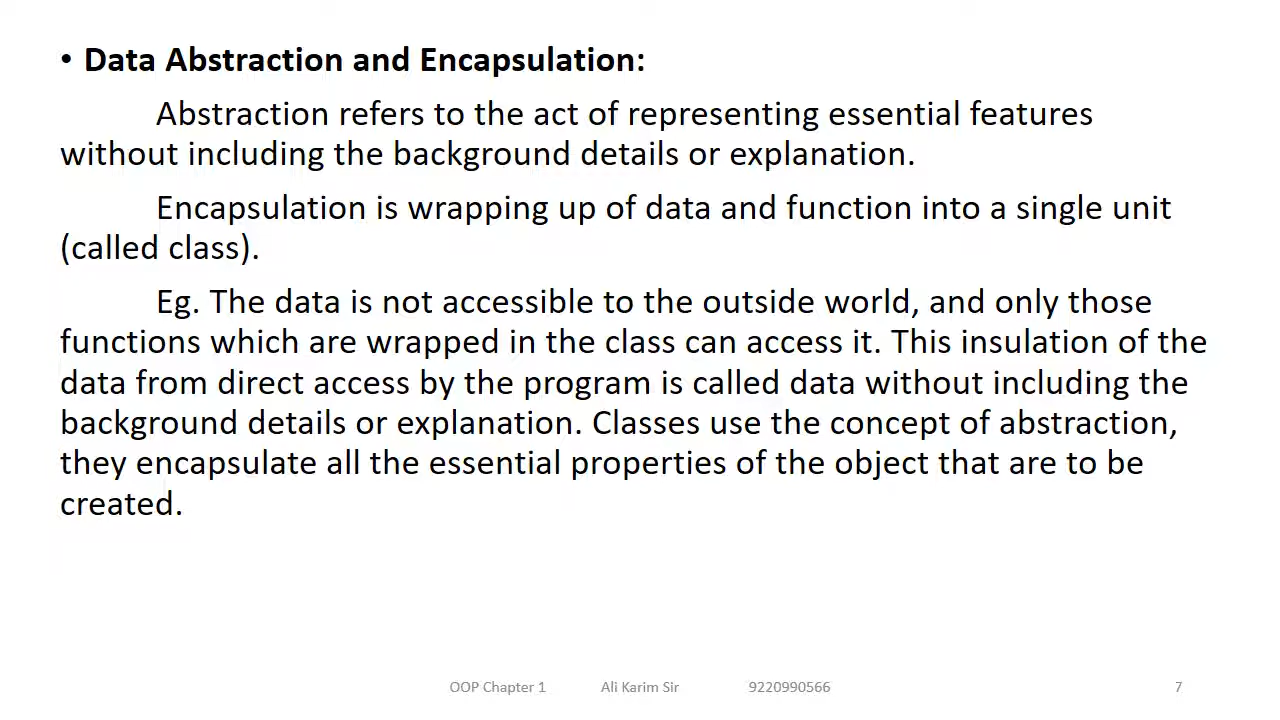 • Data Abstraction and Encapsulation:
Abstraction refers to the act of representing essential features
without including the background details or explanation.
Encapsulation is wrapping up of data and function into a single unit
(called class).
Eg. The data is not accessible to the outside world, and only those
functions which are wrapped in the class can access it. This insulation of the
data from direct access by the program is called data without including the
background details or explanation. Classes use the concept of abstraction,
they encapsulate all the essential properties of the object that are to be
created.
OOP Chapter 1 Ali Karim Sir 9220990566 7